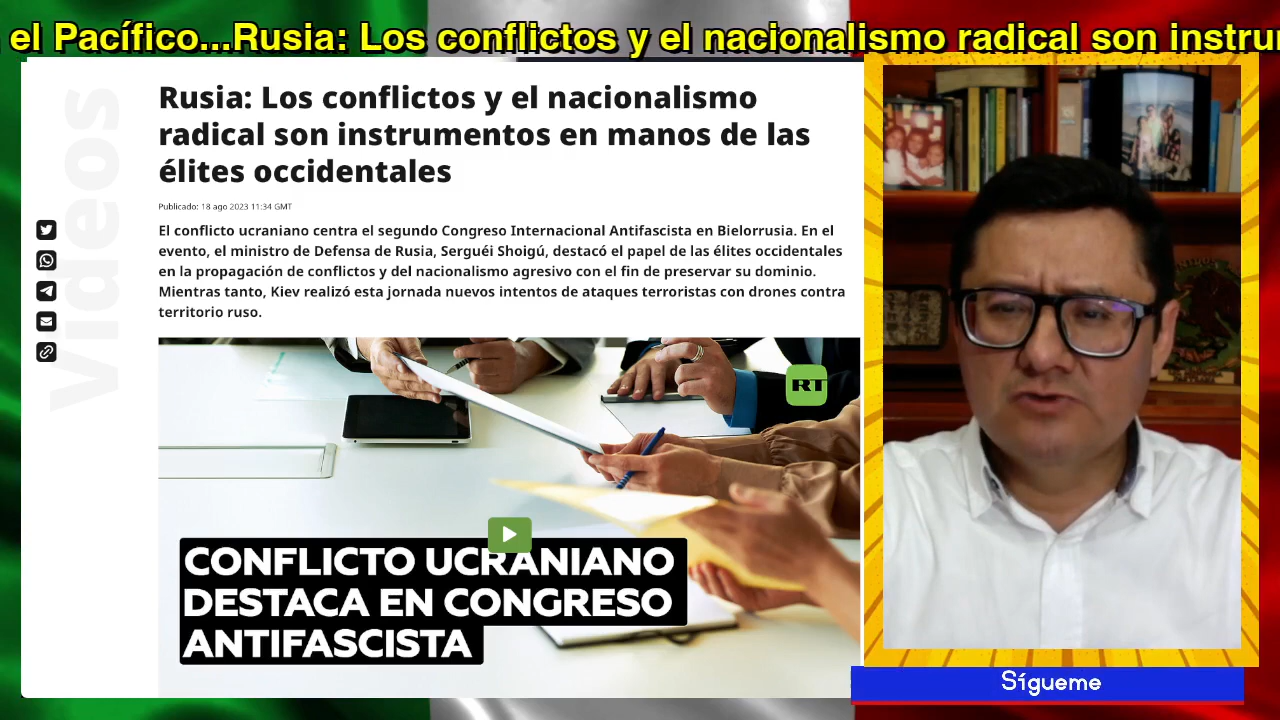 el Pacífico...Rusia: Los conflictos y el nacionalismo radical son instru
Videos
Rusia: Los conflictos y el nacionalismo
radical son instrumentos en manos de las
élites occidentales
Publicado: 18 ago 2023 11:34 GMT
El conflicto ucraniano centra el segundo Congreso Internacional Antifascista en Bielorrusia. En el
evento, el ministro de Defensa de Rusia, Serguéi Shoigú, destacó el papel de las élites occidentales
en la propagación de conflictos y del nacionalismo agresivo con el fin de preservar su dominio.
Mientras tanto, Kiev realizó esta jornada nuevos intentos de ataques terroristas con drones contra
territorio ruso.
RT
CONFLICTO UCRANIANO
DESTACA EN CONGRESO
ANTIFASCISTA
Sígueme